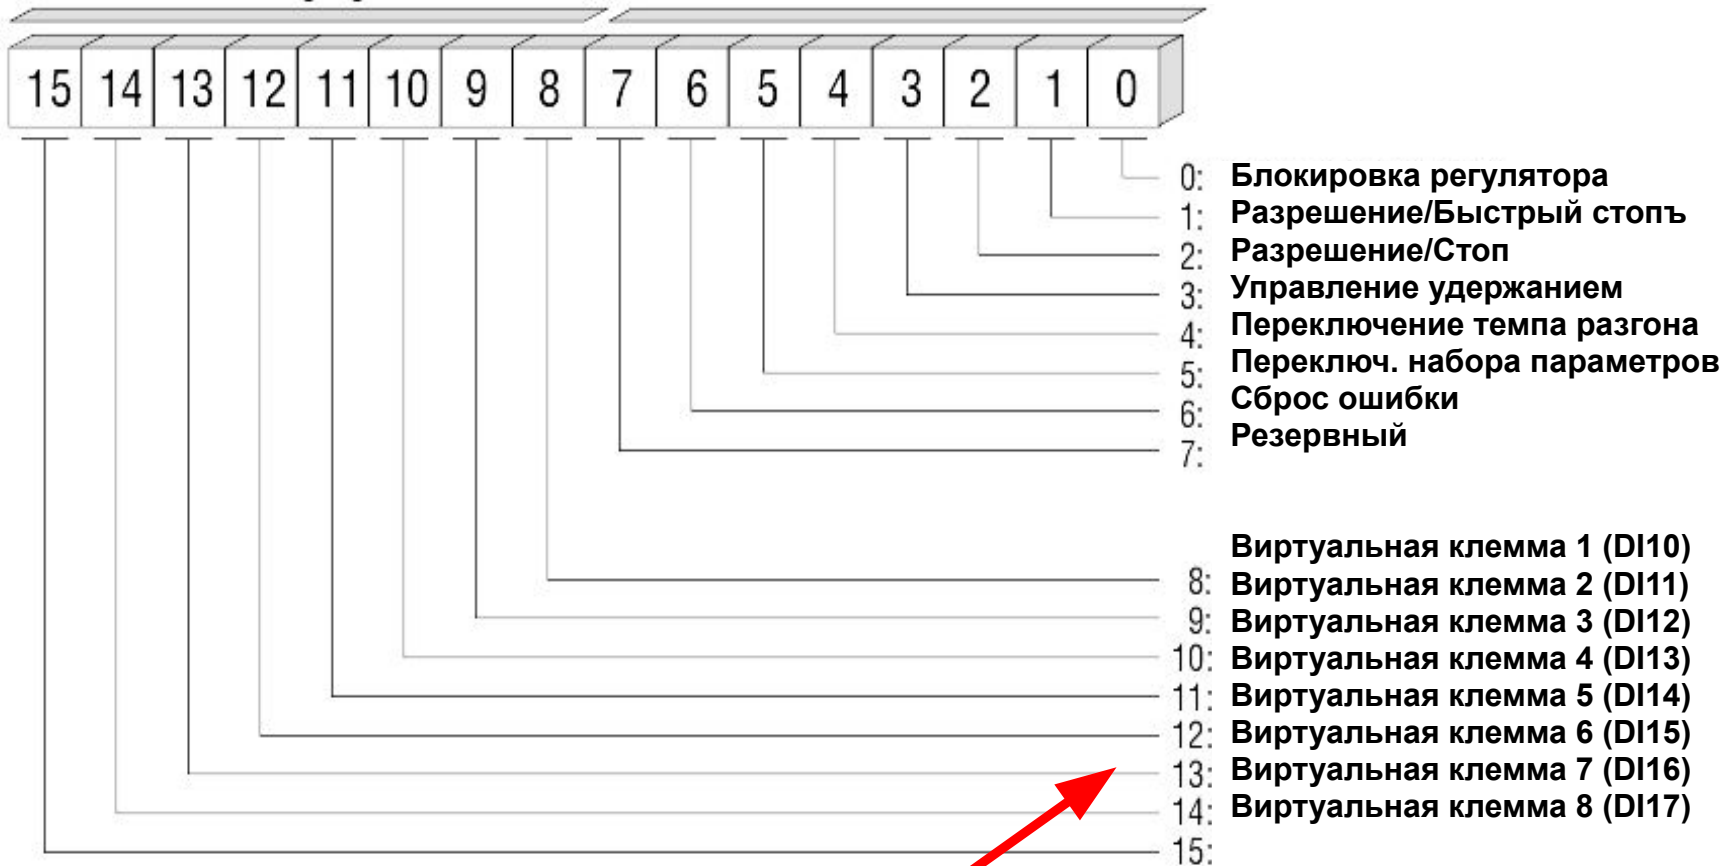 15 14 13 12 11 10 9 8 7 6 5 4 3 2 1 0
0: Блокировка регулятора
1: Разрешение/Быстрый стопъ
2: Разрешение/Стоп
3: Управление удержанием
4: Переключение темпа разгона
5: Переключ. набора параметров
6: Сброс ошибки
7: Резервный
Виртуальная клемма 1 (DI10)
8: Виртуальная клемма 2 (DI11)
9: Виртуальная клемма 3 (DI12)
10: Виртуальная клемма 4 (DI13)
11: Виртуальная клемма 5 (DI14)
12: Виртуальная клемма 6 (DI15)
13: Виртуальная клемма 7 (DI16)
14: Виртуальная клемма 8 (DI17)
15: